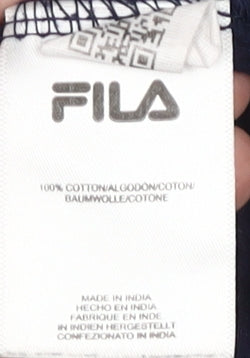 FILA
100% COTTON/ALGODÓN/COTON/
BAUMWOLLE/COTONE
MADE IN INDIA
HECHO EN INDIA
FABRIQUE EN INDE
IN INDIEN HERGESTELLT
CONFEZIONATO IN INDIA